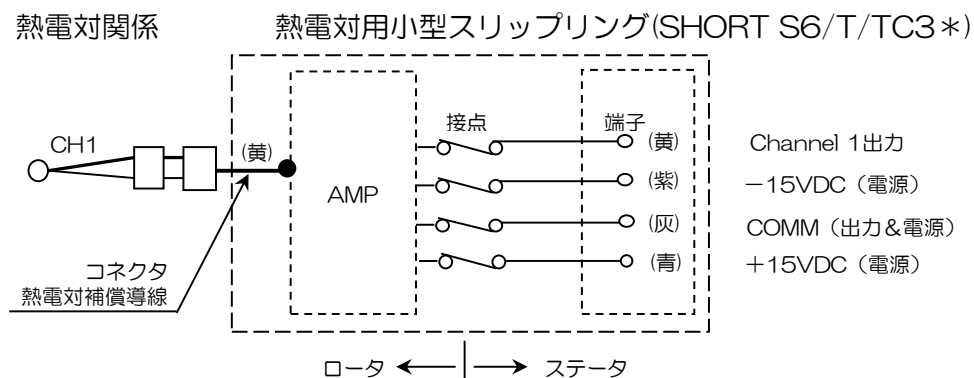 熱電対関係 熱電対用小型スリップリング(SHORT S6/T/TC3＊)
接点 端子
CH1 (黄) (黄) Channel 1出力
AMP (紫) －15VDC（電源）
(灰) COMM（出力＆電源）
(青) ＋15VDC（電源）
コネクタ
熱電対補償導線
ロータ ステータ